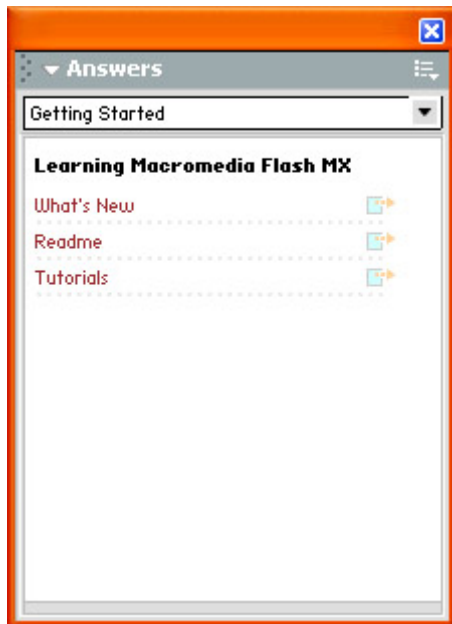 Answers
Getting Started
Learning Macromedia Flash MX
What's New
Readme
Tutorials